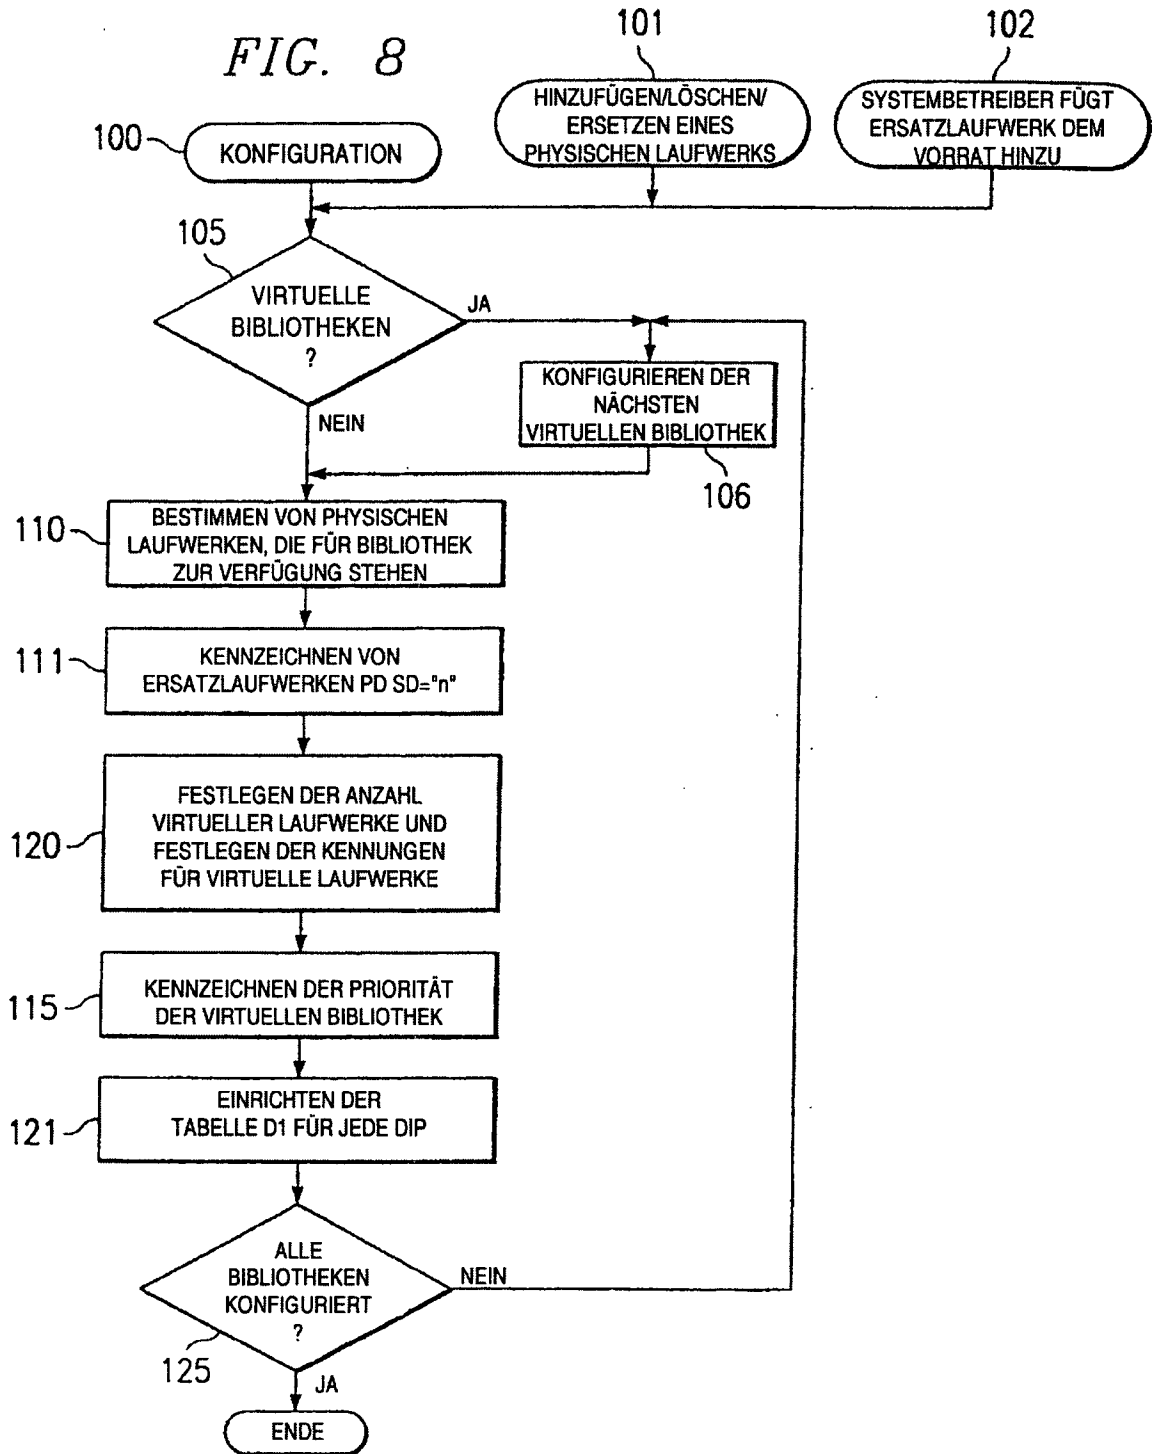 FIG. 8
101
102
100
KONFIGURATION
HINZUFÜGEN/LÖSCHEN/
ERSETZEN EINES
PHYSISCHEN LAUFWERKS
SYSTEMBETREIBER FÜGT
ERSATZLAUFWERK DEM
VORRAT HINZU
105
VIRTUELLE
BIBLIOTHEKEN
?
JA
NEIN
KONFIGURIEREN DER
NÄCHSTEN
VIRTUELLEN BIBLIOTHEK
106
110
BESTIMMEN VON PHYSISCHEN
LAUFWERKEN, DIE FÜR BIBLIOTHEK
ZUR VERFÜGUNG STEHEN
111
KENNZEICHNEN VON
ERSATZLAUFWERKEN PD SD="n"
120
FESTLEGEN DER ANZAHL
VIRTUELLER LAUFWERKE UND
FESTLEGEN DER KENNUNGEN
FÜR VIRTUELLE LAUFWERKE
115
KENNZEICHNEN DER PRIORITÄT
DER VIRTUELLEN BIBLIOTHEK
121
EINRICHTEN DER
TABELLE D1 FÜR JEDE DIP
ALLE
BIBLIOTHEKEN
KONFIGURIERT
?
NEIN
125
JA
ENDE